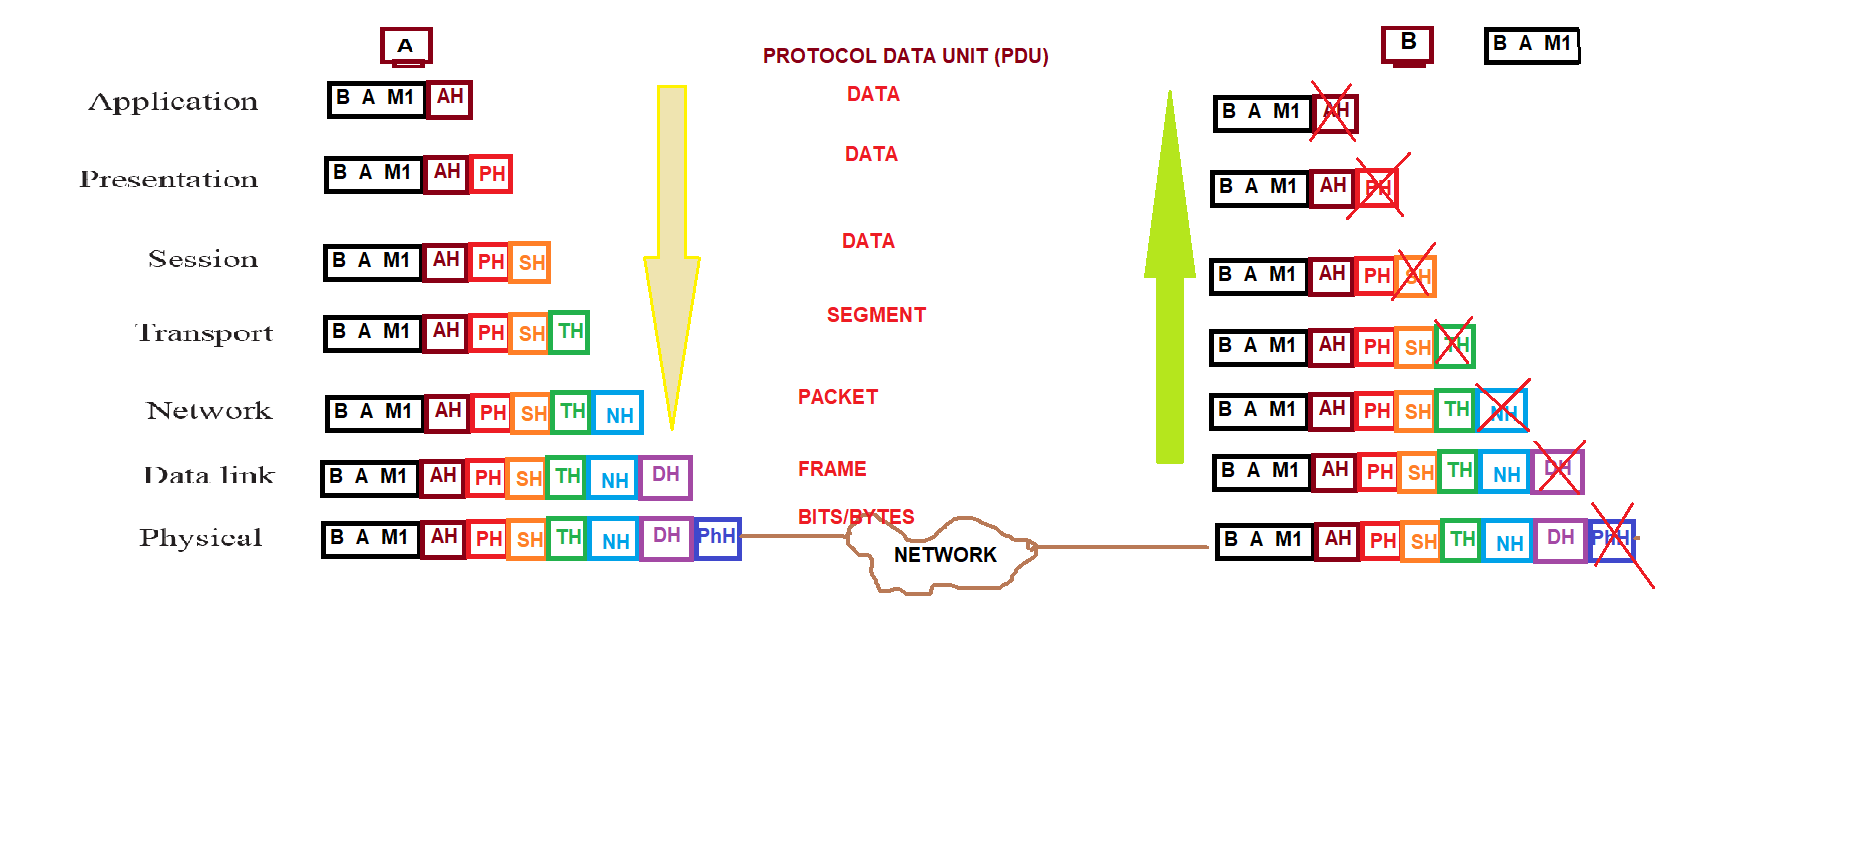 A
B
B A M1
PROTOCOL DATA UNIT (PDU)
Application
B A M1 AH
DATA
B A M1 AH
Presentation
B A M1 AH PH
DATA
B A M1 AH PH
Session
B A M1 AH PH SH
DATA
B A M1 AH PH SH
Transport
B A M1 AH PH SH TH
SEGMENT
B A M1 AH PH SH TH
Network
B A M1 AH PH SH TH NH
PACKET
B A M1 AH PH SH TH NH
Data link
B A M1 AH PH SH TH NH DH
FRAME
B A M1 AH PH SH TH NH DH
Physical
B A M1 AH PH SH TH NH DH PhH
BITS/BYTES
NETWORK
B A M1 AH PH SH TH NH DH PhH